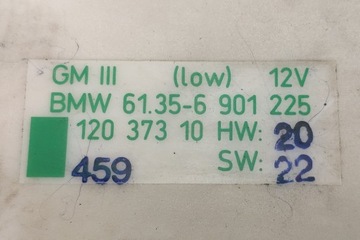 GM III (low) 12V
BMW 61.35-6 901 225
120 373 10 HW: 20
459 SW: 22